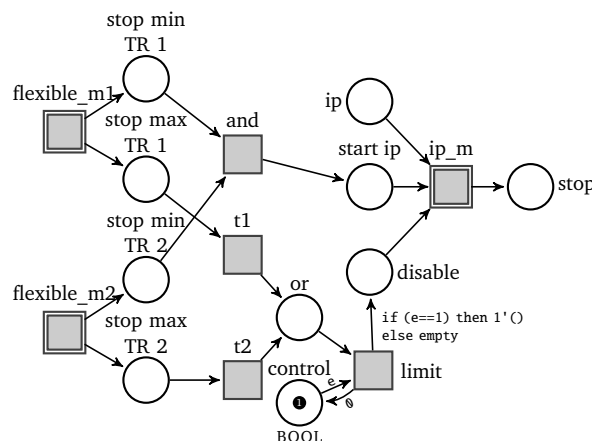 stop min
TR 1
flexible_m1
stop max
TR 1
and
ip
start ip
ip_m
stop
stop min
TR 2
t1
flexible_m2
stop max
TR 2
or
disable
if (e==1) then 1'()
else empty
t2
control
e
limit
0
1
BOOL